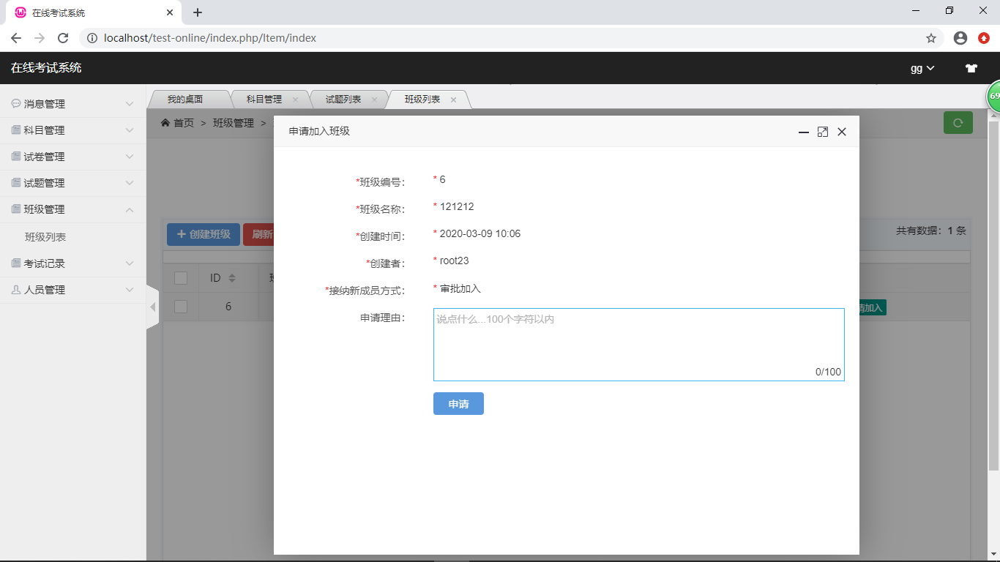 在线考试系统
localhost/test-online/index.php/Item/index
在线考试系统
gg
消息管理
科目管理
试卷管理
试题管理
班级管理
班级列表
考试记录
人员管理
我的桌面
科目管理
试题列表
班级列表
69
首页 > 班级管理 >
创建班级
刷新
共有数据：1 条
ID
6
请加入
申请加入班级
*班级编号： * 6
*班级名称： * 121212
*创建时间： * 2020-03-09 10:06
*创建者： * root23
*接纳新成员方式： * 审批加入
申请理由： 说点什么...100个字符以内
0/100
申请